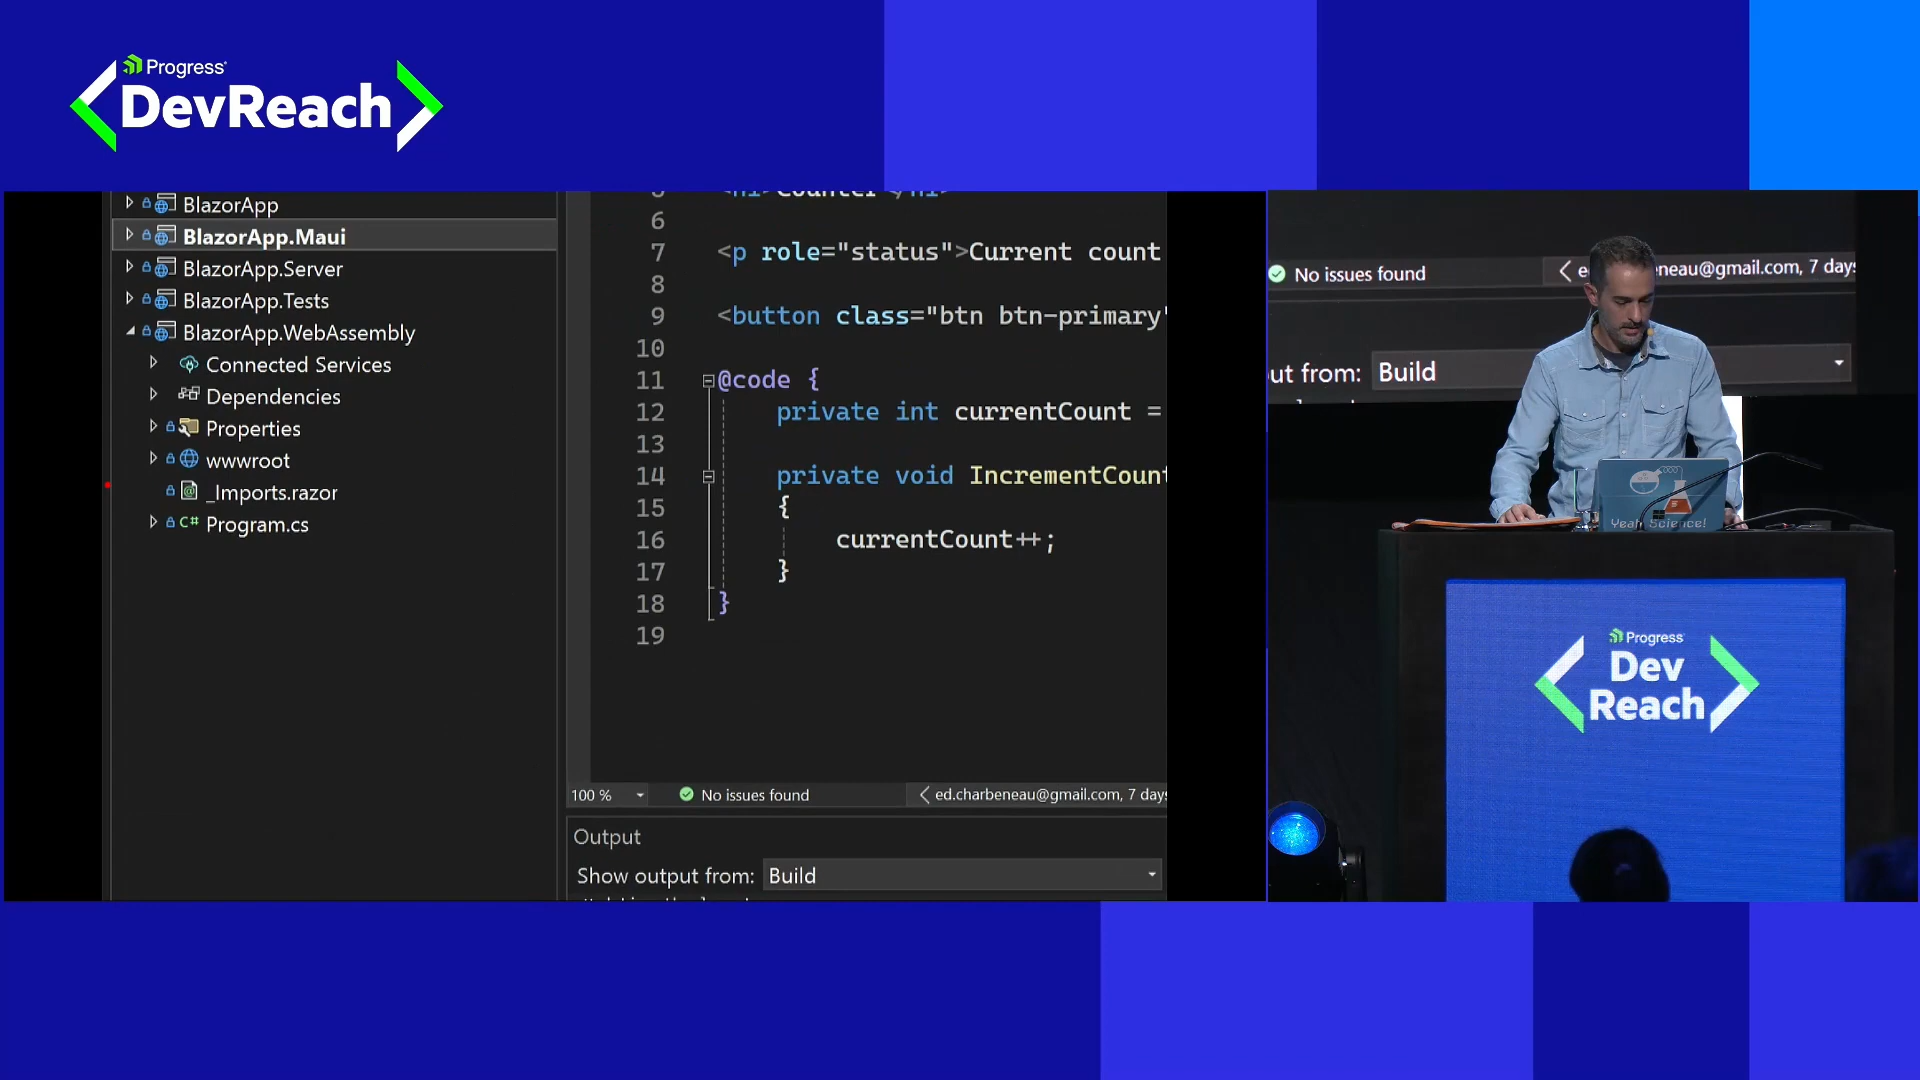 Progress
DevReach
BlazorApp
BlazorApp.Maui
BlazorApp.Server
BlazorApp.Tests
BlazorApp.WebAssembly
Connected Services
Dependencies
Properties
wwwroot
_Imports.razor
C# Program.cs
6
7 <p role="status">Current count
8
9 <button class="btn btn-primary"
10
11 @code {
12 private int currentCount =
13
14 private void IncrementCount
15 {
16 currentCount++;
17 }
18 }
19
100 %
No issues found
ed.charbeneau@gmail.com, 7 days
Output
Show output from: Build
No issues found
eneau@gmail.com, 7 days
ut from: Build
Yeah Science!
Progress
Dev
Reach